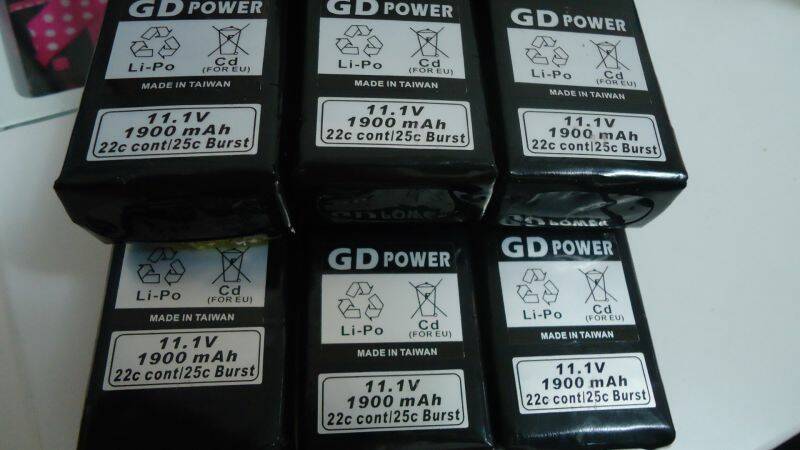 GD POWER
Li-Po
Cd
(FOR EU)
MADE IN TAIWAN
11.1V
1900 mAh
22c cont/25c Burst
GD POWER
Li-Po
Cd
(FOR EU)
MADE IN TAIWAN
11.1V
1900 mAh
22c cont/25c Burst
GD POWER
Li-Po
Cd
(FOR EU)
MADE IN TAIWAN
11.1V
1900 mAh
22c cont/25c Burst
GD POWER
GD POWER
Li-Po
Cd
(FOR EU)
MADE IN TAIWAN
11.1V
1900 mAh
22c cont/25c Burst
GD POWER
Li-Po
Cd
(FOR EU)
MADE IN TAIWAN
11.1V
1900 mAh
22c cont/25c Burst
GD POWER
Li-Po
Cd
(FOR EU)
MADE IN TAIWAN
11.1V
1900 mAh
22c cont/25c Burst